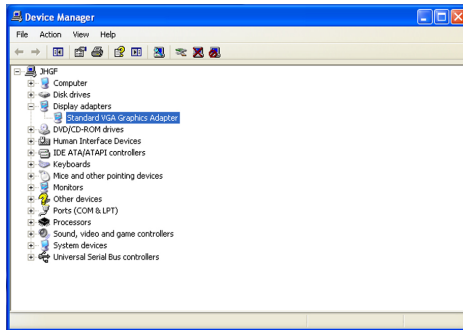 Device Manager
File Action View Help
JHGF
Computer
Disk drives
Display adapters
Standard VGA Graphics Adapter
DVD/CD-ROM drives
Human Interface Devices
IDE ATA/ATAPI controllers
Keyboards
Mice and other pointing devices
Monitors
Other devices
Ports (COM & LPT)
Processors
Sound, video and game controllers
System devices
Universal Serial Bus controllers